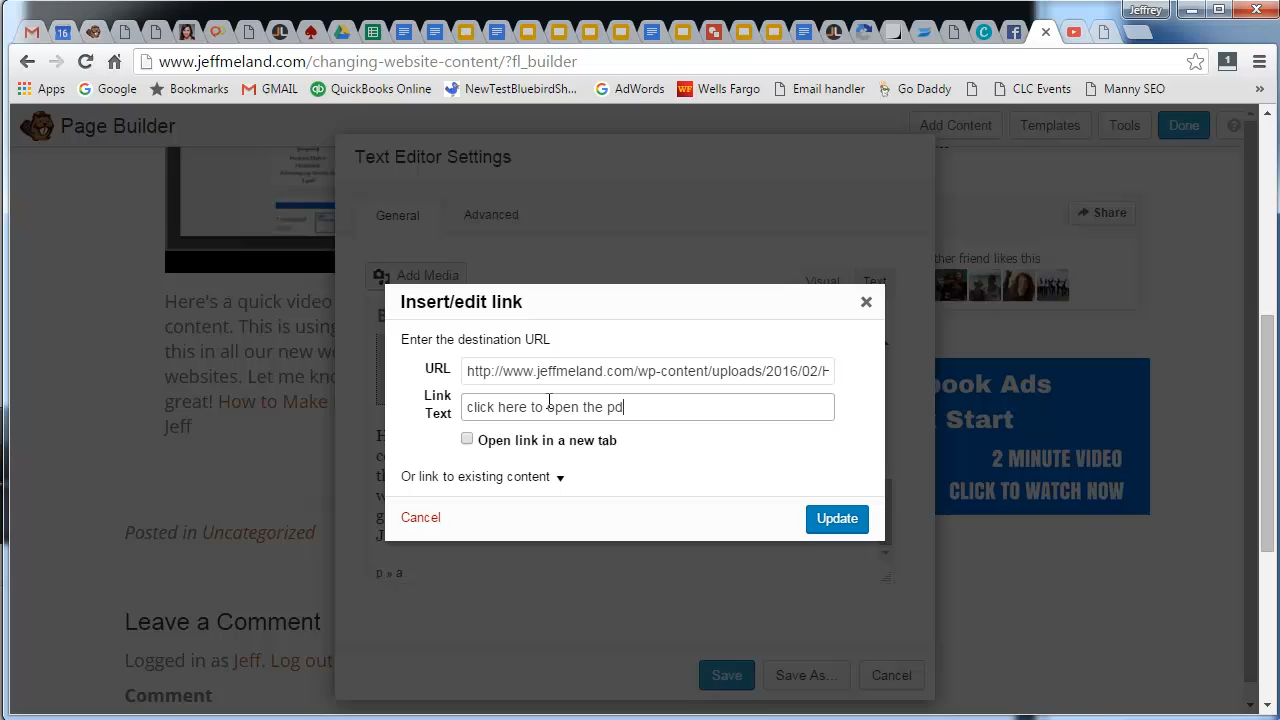 Jeffrey
16
www.jeffmeland.com/changing-website-content/?fl_builder
1
Apps Google Bookmarks GMAIL QuickBooks Online NewTestBluebirdSh... AdWords Wells Fargo Email handler Go Daddy CLC Events Manny SEO »
Page Builder Add Content Templates Tools Done ?
Text Editor Settings
General Advanced
Share
Add Media Visual Text
ther friend likes this
Insert/edit link
Enter the destination URL
URL http://www.jeffmeland.com/wp-content/uploads/2016/02/H
Link
Text
click here to open the pd
Open link in a new tab
Or link to existing content
Cancel Update
Here's a quick video
content. This is using
this in all our new w
websites. Let me kno
great! How to Make
Jeff
ook Ads
Start
2 MINUTE VIDEO
CLICK TO WATCH NOW
Posted in Uncategorized
p » a
Leave a Comment
Logged in as Jeff. Log out
Save Save As... Cancel
Comment